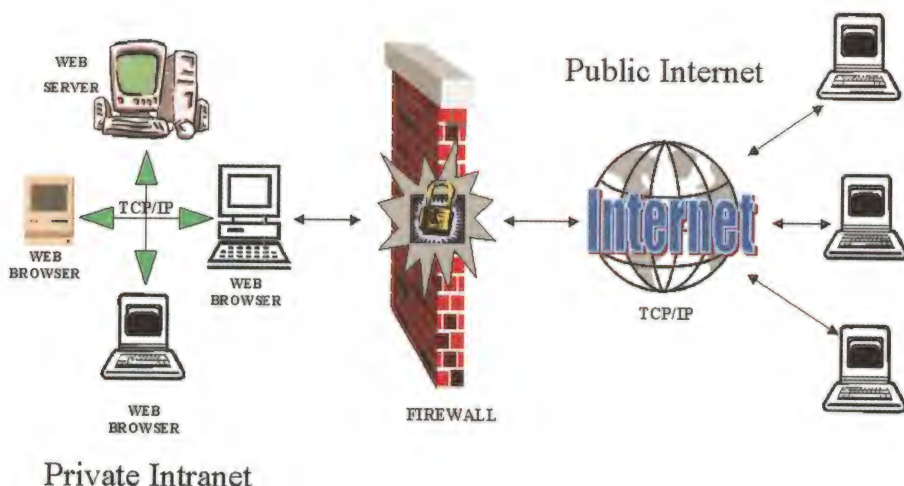 WEB
SERVER
Public Internet
TCP/IP
WEB
BROWSER
WEB
BROWSER
Internet
TCP/IP
WEB
BROWSER
FIREWALL
Private Intranet